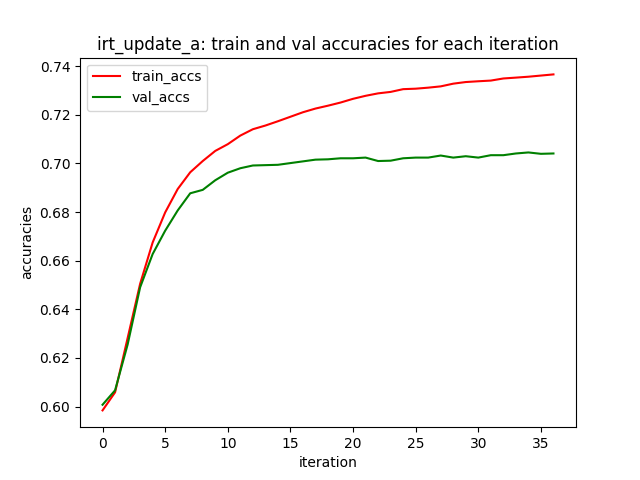 irt_update_a: train and val accuracies for each iteration
train_accs
val_accs
accuracies
0.74
0.72
0.70
0.68
0.66
0.64
0.62
0.60
0 5 10 15 20 25 30 35
iteration